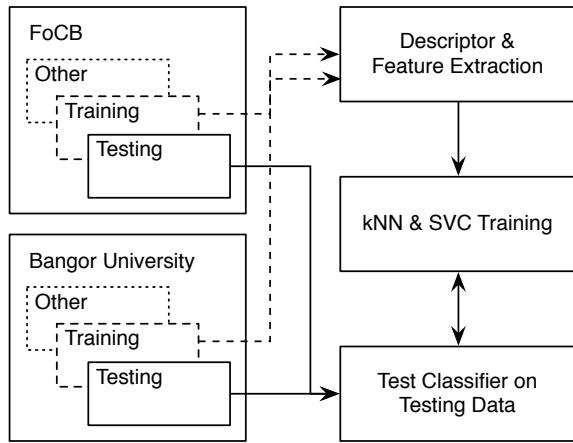 FoCB
Other
Training
Testing
Bangor University
Other
Training
Testing
Descriptor &
Feature Extraction
kNN & SVC Training
Test Classifier on
Testing Data